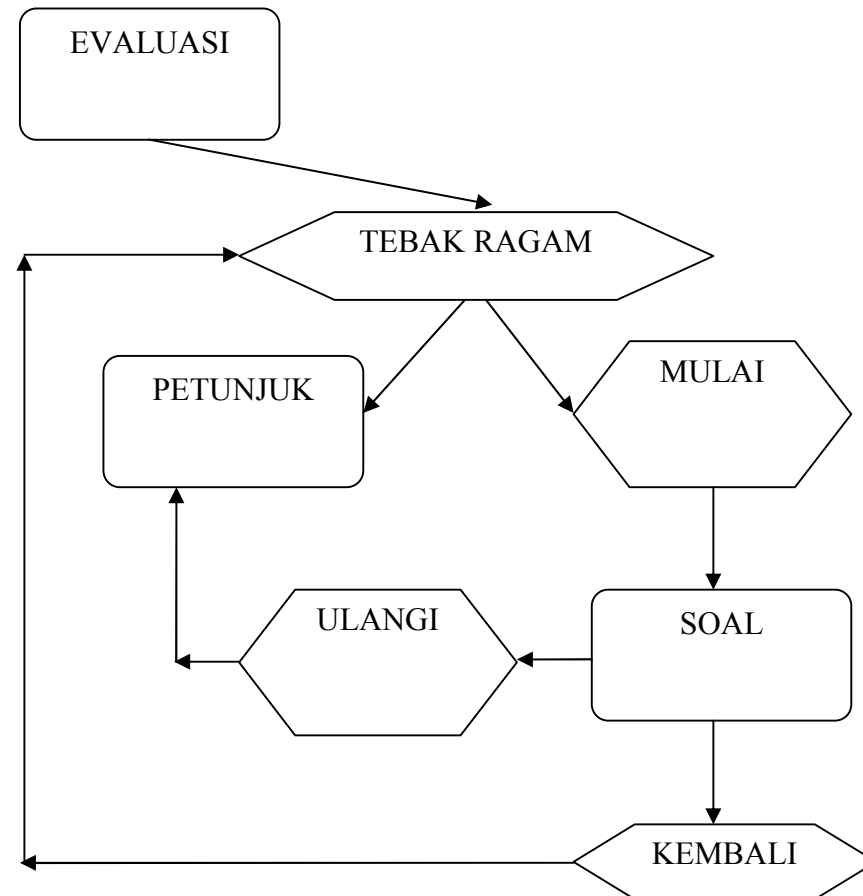 EVALUASI
TEBAK RAGAM
PETUNJUK
MULAI
ULANGI
SOAL
KEMBALI